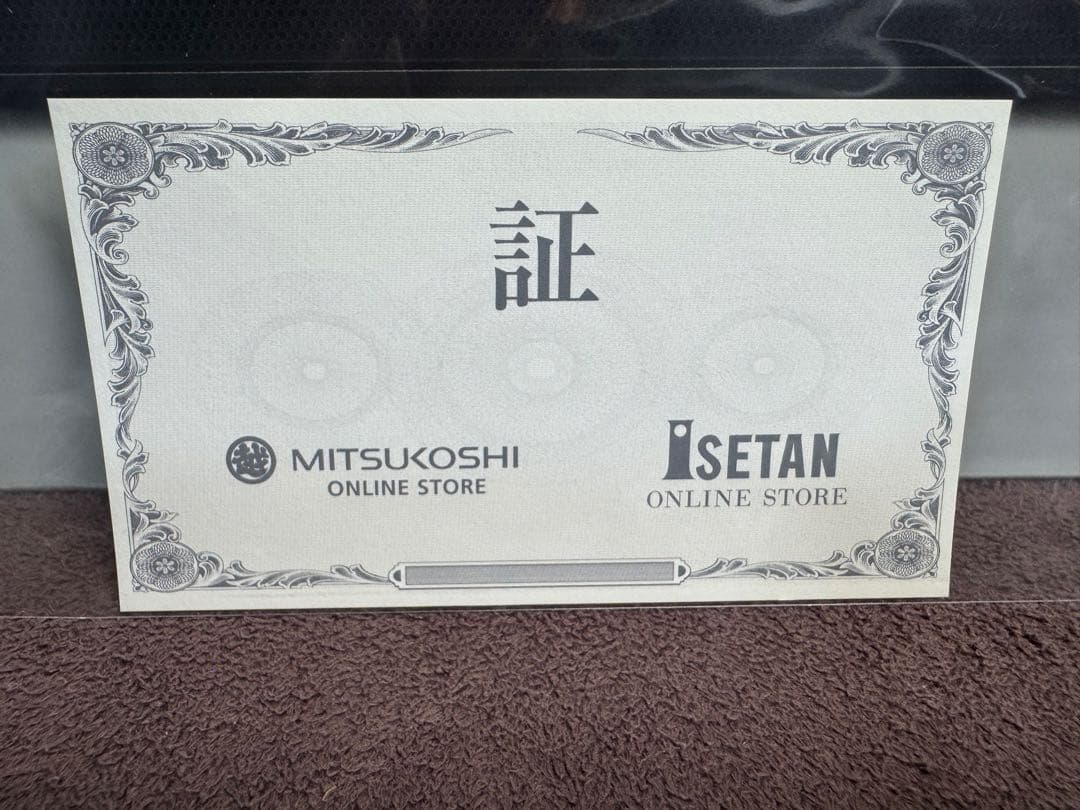 証
MITSUKOSHI
ONLINE STORE
ISETAN
ONLINE STORE